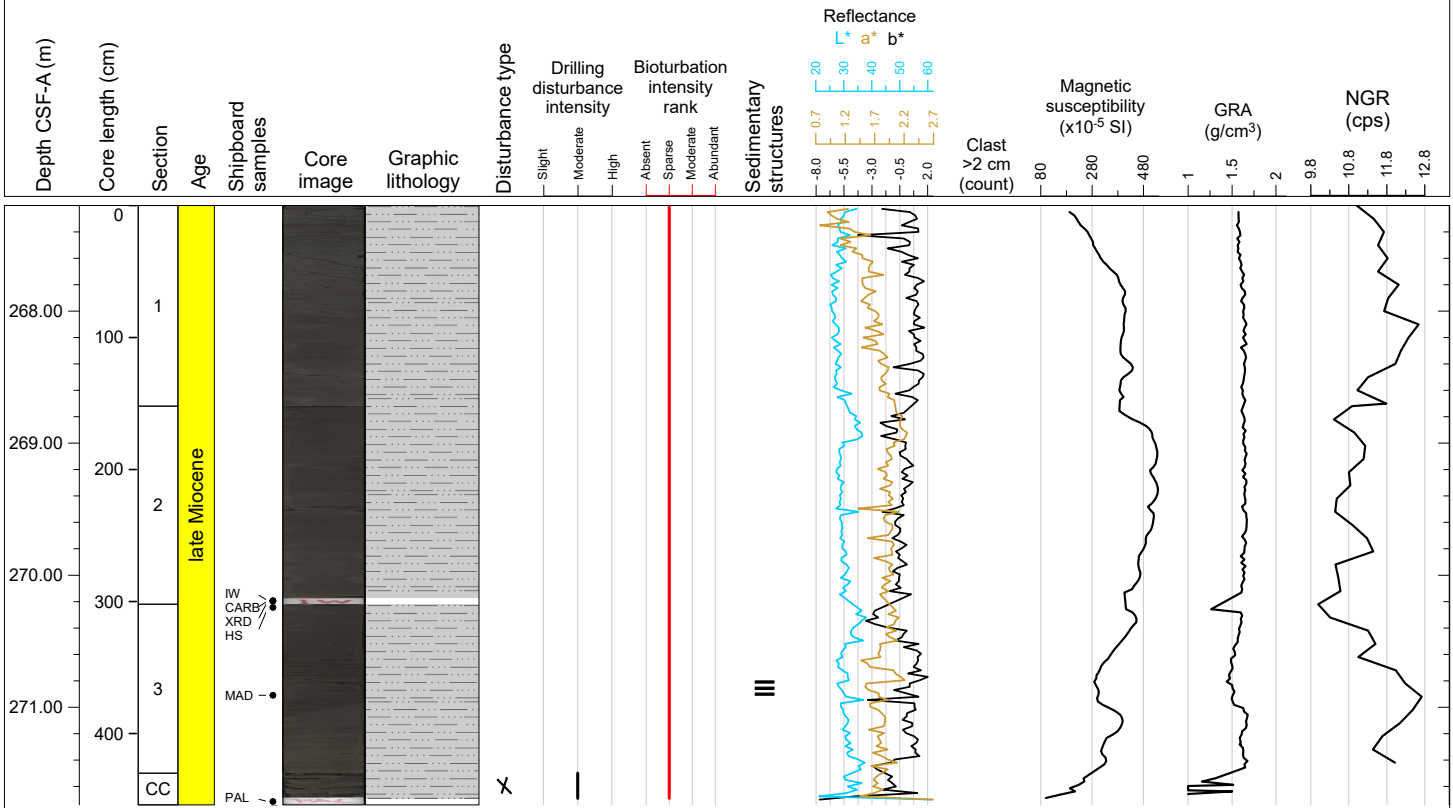 Depth CSF-A (m)
Core length (cm)
Section
Age
Shipboard
samples
Core
image
Graphic
lithology
Disturbance type
Drilling
disturbance
intensity
Slight
Moderate
High
Bioturbation
intensity
rank
Absent
Sparse
Moderate
Abundant
Sedimentary
structures
Reflectance
L* a* b*
20 30 40 50 60
0.7 1.2 1.7 2.2 2.7
-8.0 -5.5 -3.0 -0.5 2.0
Clast
>2 cm
(count)
Magnetic
susceptibility
(x10-5 SI)
80 280 480
GRA
(g/cm3)
1 1.5 2
NGR
(cps)
9.8 10.8 11.8 12.8
268.00
269.00
270.00
271.00
0
100
200
300
400
1
2
3
CC
late Miocene
IW
CARB
XRD
HS
MAD
PAL